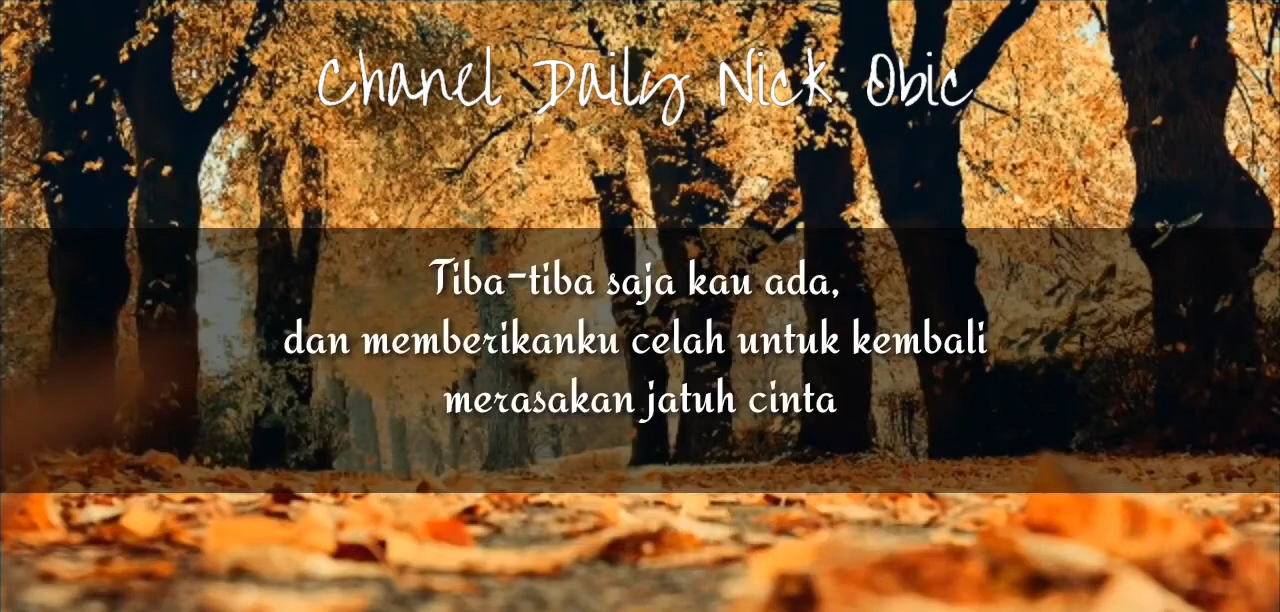 Chanel Daily Nick Obic
Tiba-tiba saja kau ada,
dan memberikanku celah untuk kembali
merasakan jatuh cinta